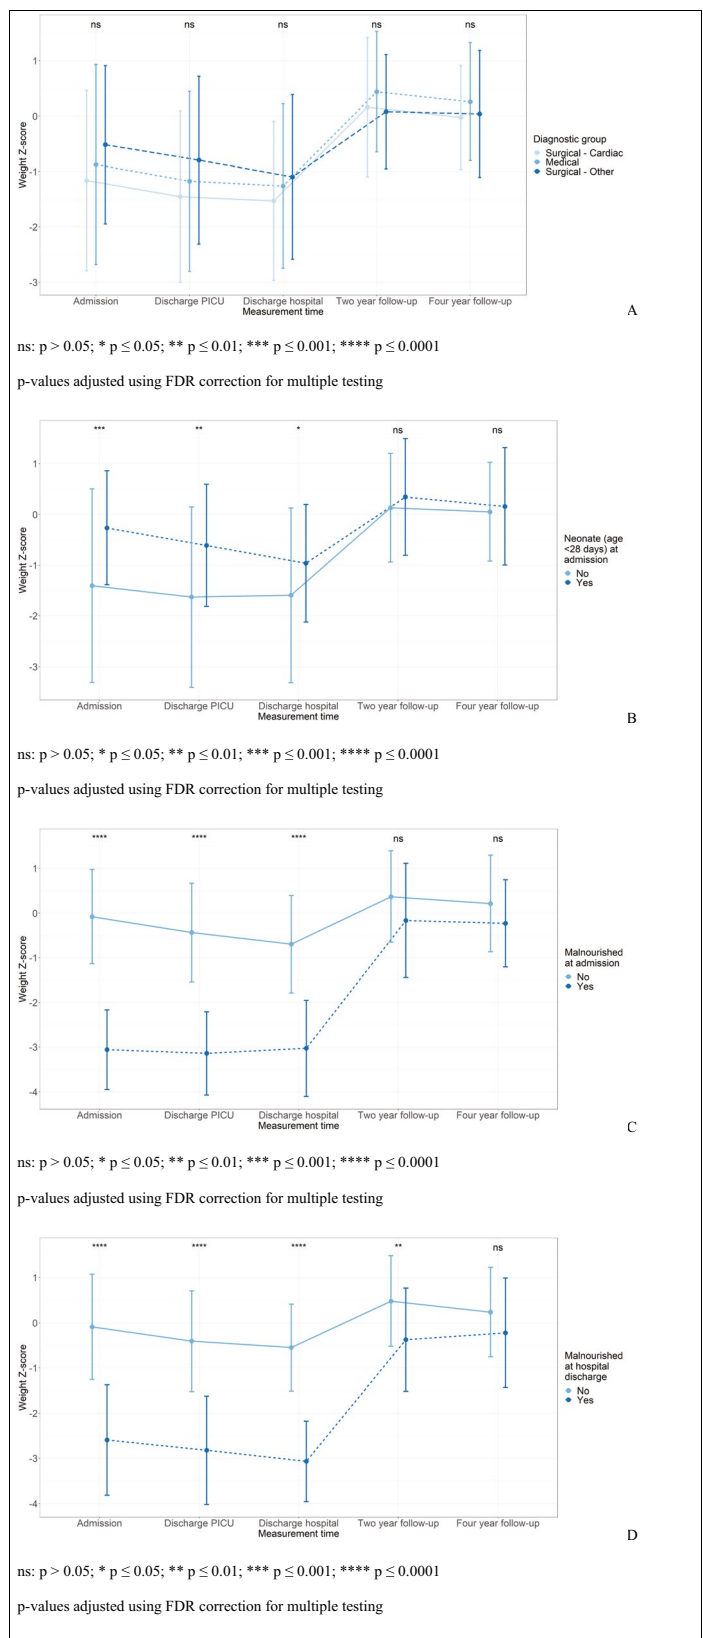 ns ns ns ns ns
1
0
-1
-2
-3
Weight Z-score
Admission Discharge PICU Discharge hospital Two year follow-up Four year follow-up
Measurement time
Diagnostic group
Surgical - Cardiac
Medical
Surgical - Other
A
ns: p > 0.05; * p ≤ 0.05; ** p ≤ 0.01; *** p ≤ 0.001; **** p ≤ 0.0001
p-values adjusted using FDR correction for multiple testing
*** ** * ns ns
1
0
-1
-2
-3
Weight Z-score
Admission Discharge PICU Discharge hospital Two year follow-up Four year follow-up
Measurement time
Neonate (age
<28 days) at
admission
No
Yes
B
ns: p > 0.05; * p ≤ 0.05; ** p ≤ 0.01; *** p ≤ 0.001; **** p ≤ 0.0001
p-values adjusted using FDR correction for multiple testing
**** **** **** ns ns
1
0
-1
-2
-3
-4
Weight Z-score
Admission Discharge PICU Discharge hospital Two year follow-up Four year follow-up
Measurement time
Malnourished
at admission
No
Yes
C
ns: p > 0.05; * p ≤ 0.05; ** p ≤ 0.01; *** p ≤ 0.001; **** p ≤ 0.0001
p-values adjusted using FDR correction for multiple testing
**** **** **** ** ns
1
0
-1
-2
-3
-4
Weight Z-score
Admission Discharge PICU Discharge hospital Two year follow-up Four year follow-up
Measurement time
Malnourished
at hospital
discharge
No
Yes
D
ns: p > 0.05; * p ≤ 0.05; ** p ≤ 0.01; *** p ≤ 0.001; **** p ≤ 0.0001
p-values adjusted using FDR correction for multiple testing